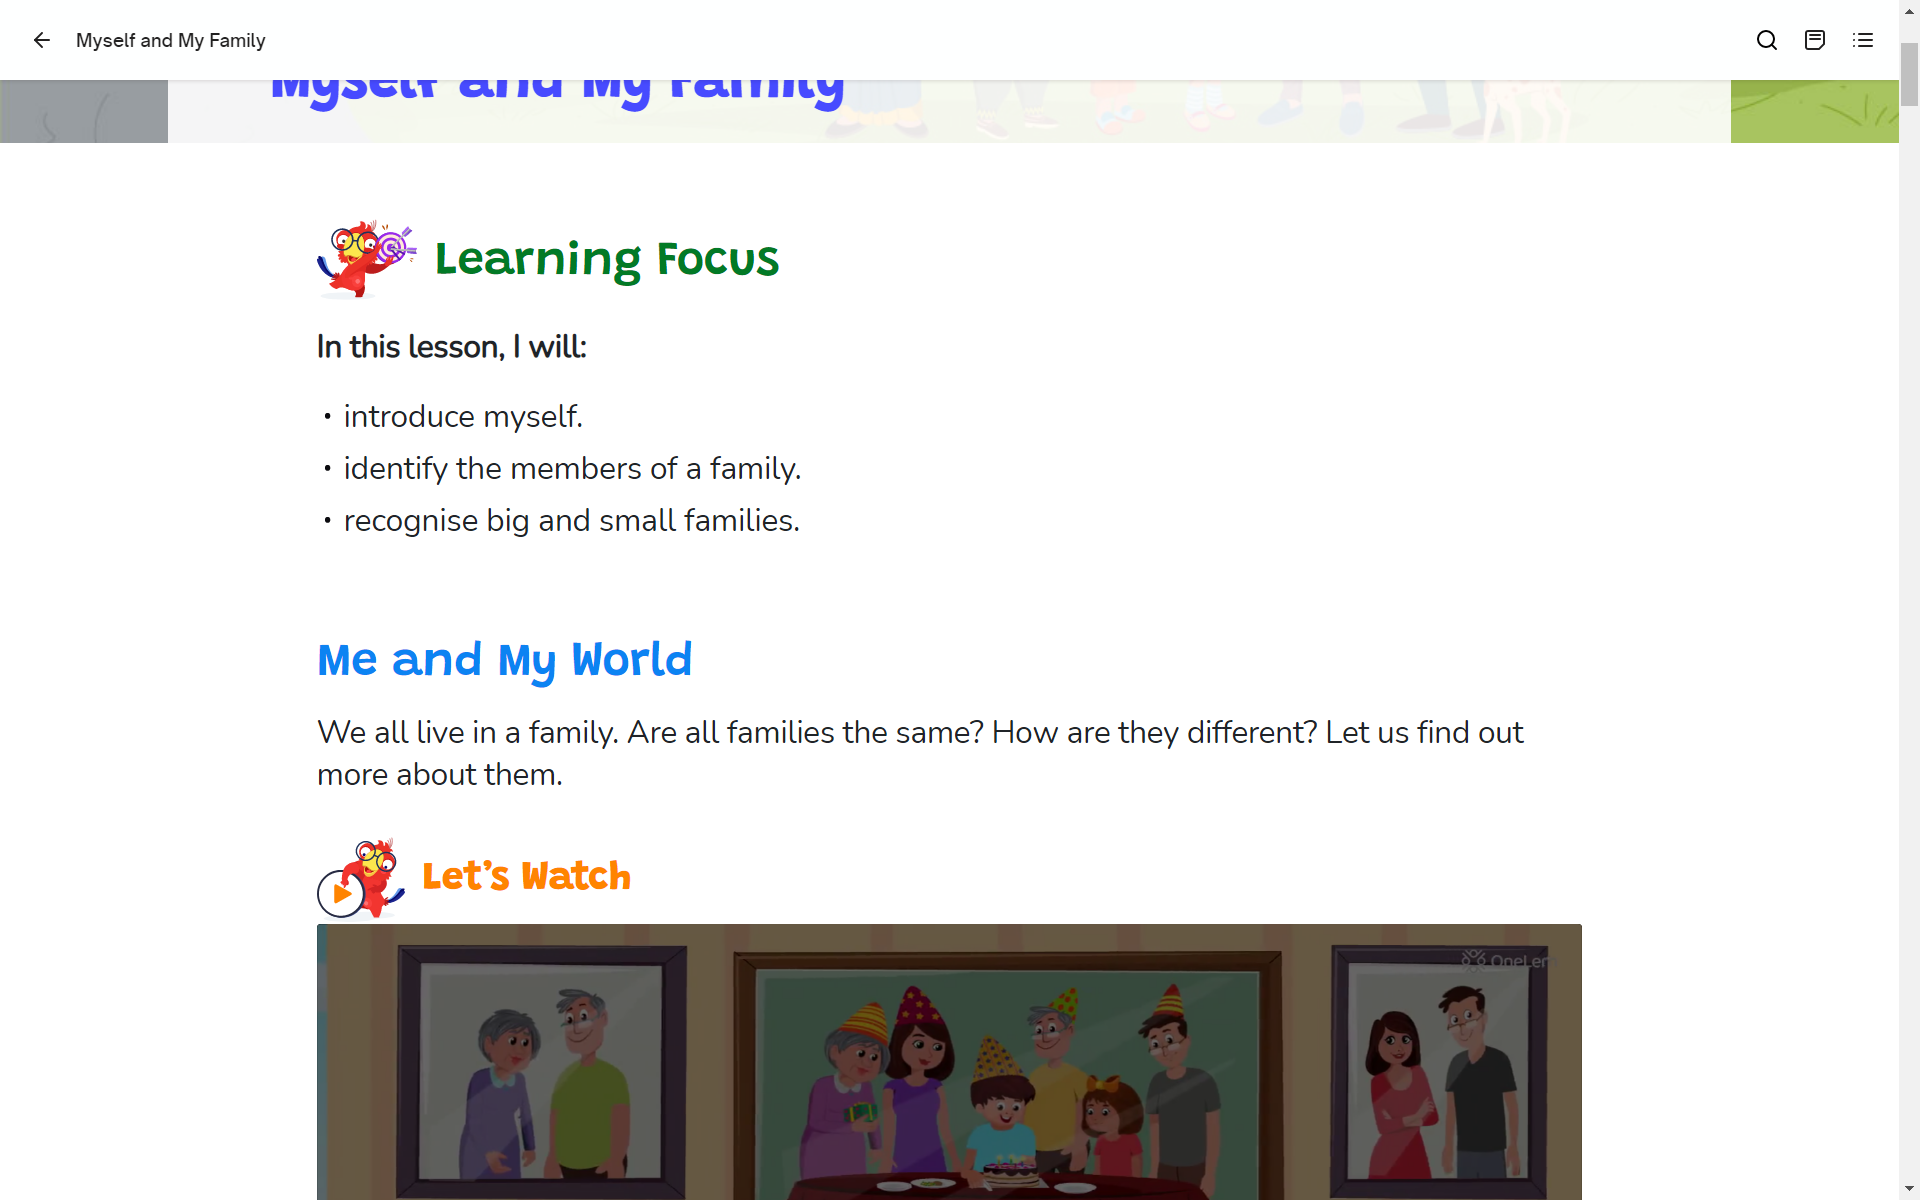 Myself and My Family
Myself and My Family
Learning Focus
In this lesson, I will:
• introduce myself.
• identify the members of a family.
• recognise big and small families.
Me and My World
We all live in a family. Are all families the same? How are they different? Let us find out
more about them.
Let's Watch